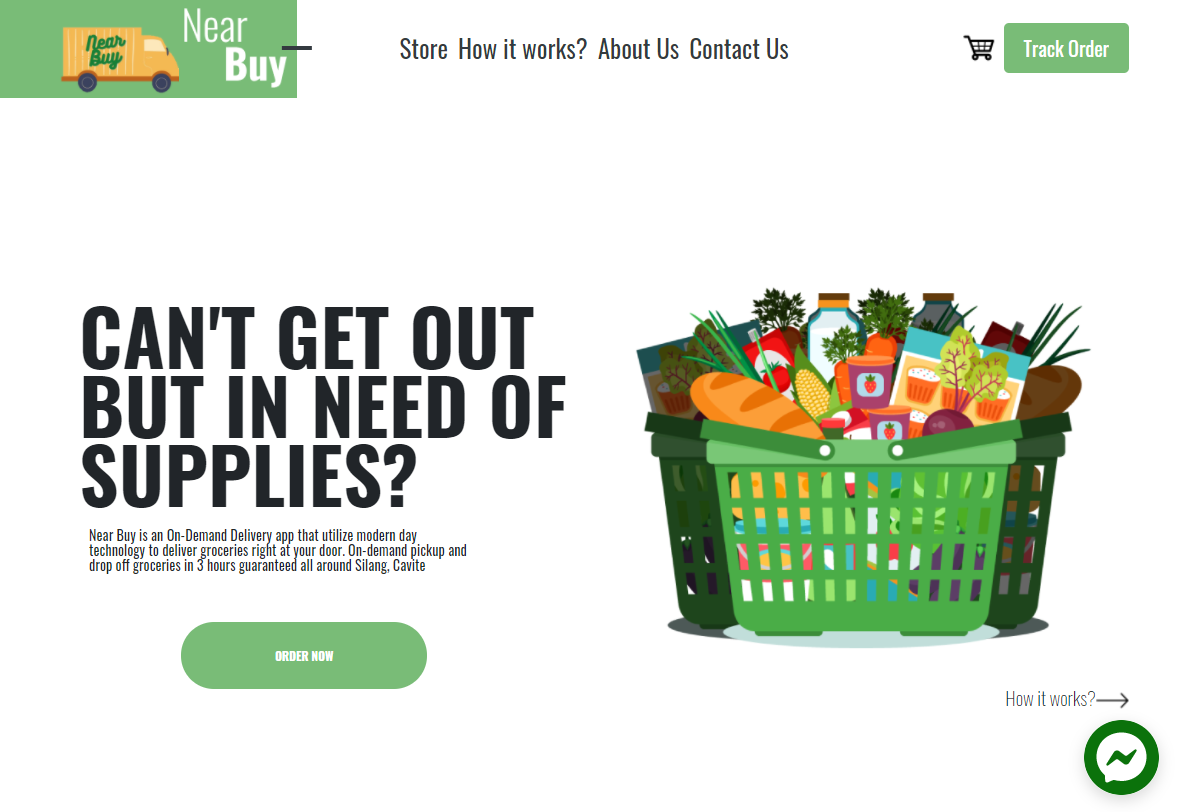 Near
Buy
Near
Buy
Store How it works? About Us Contact Us
Track Order
CAN'T GET OUT
BUT IN NEED OF
SUPPLIES?
Near Buy is an On-Demand Delivery app that utilize modern day
technology to deliver groceries right at your door. On-demand pickup and
drop off groceries in 3 hours guaranteed all around Silang, Cavite
ORDER NOW
How it works?